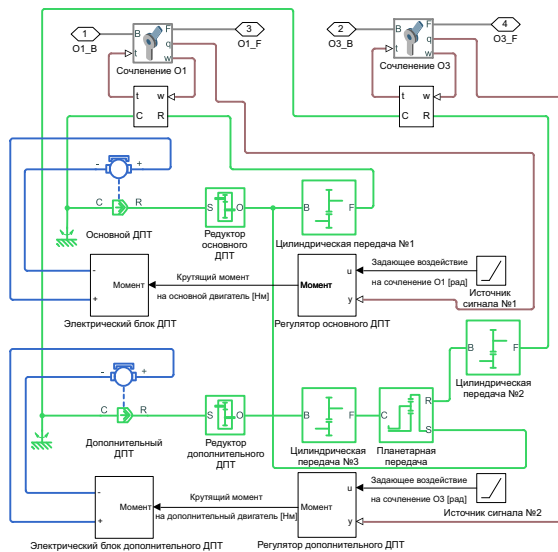 1
O1_B
B
F
q
t
w
3
O1_F
Сочленение O1
2
O3_B
B
F
q
t
w
4
O3_F
Сочленение O3
t w
C R
t w
C R
- +
C R
Основной ДПТ
S O
Редуктор
основного
ДПТ
B F
Цилиндрическая передача №1
-
+
Момент
Электрический блок ДПТ
Крутящий момент
на основной двигатель [Нм]
Момент
u
y
Регулятор основного ДПТ
Задающее воздействие
на сочление О1 [рад]
Источник
сигнала №1
B F
Цилиндрическая
передача №2
- +
C R
Дополнительный
ДПТ
S O
Редуктор
дополнительного
ДПТ
B F
Цилиндрическая
передача №3
C
R
S
Планетарная
передача
-
+
Момент
Электрический блок дополнительного ДПТ
Крутящий момент
на дополнительный двигатель [Нм]
Момент
u
y
Регулятор дополнительного ДПТ
Задающее воздействие
на сочление О3 [рад]
Источник сигнала №2